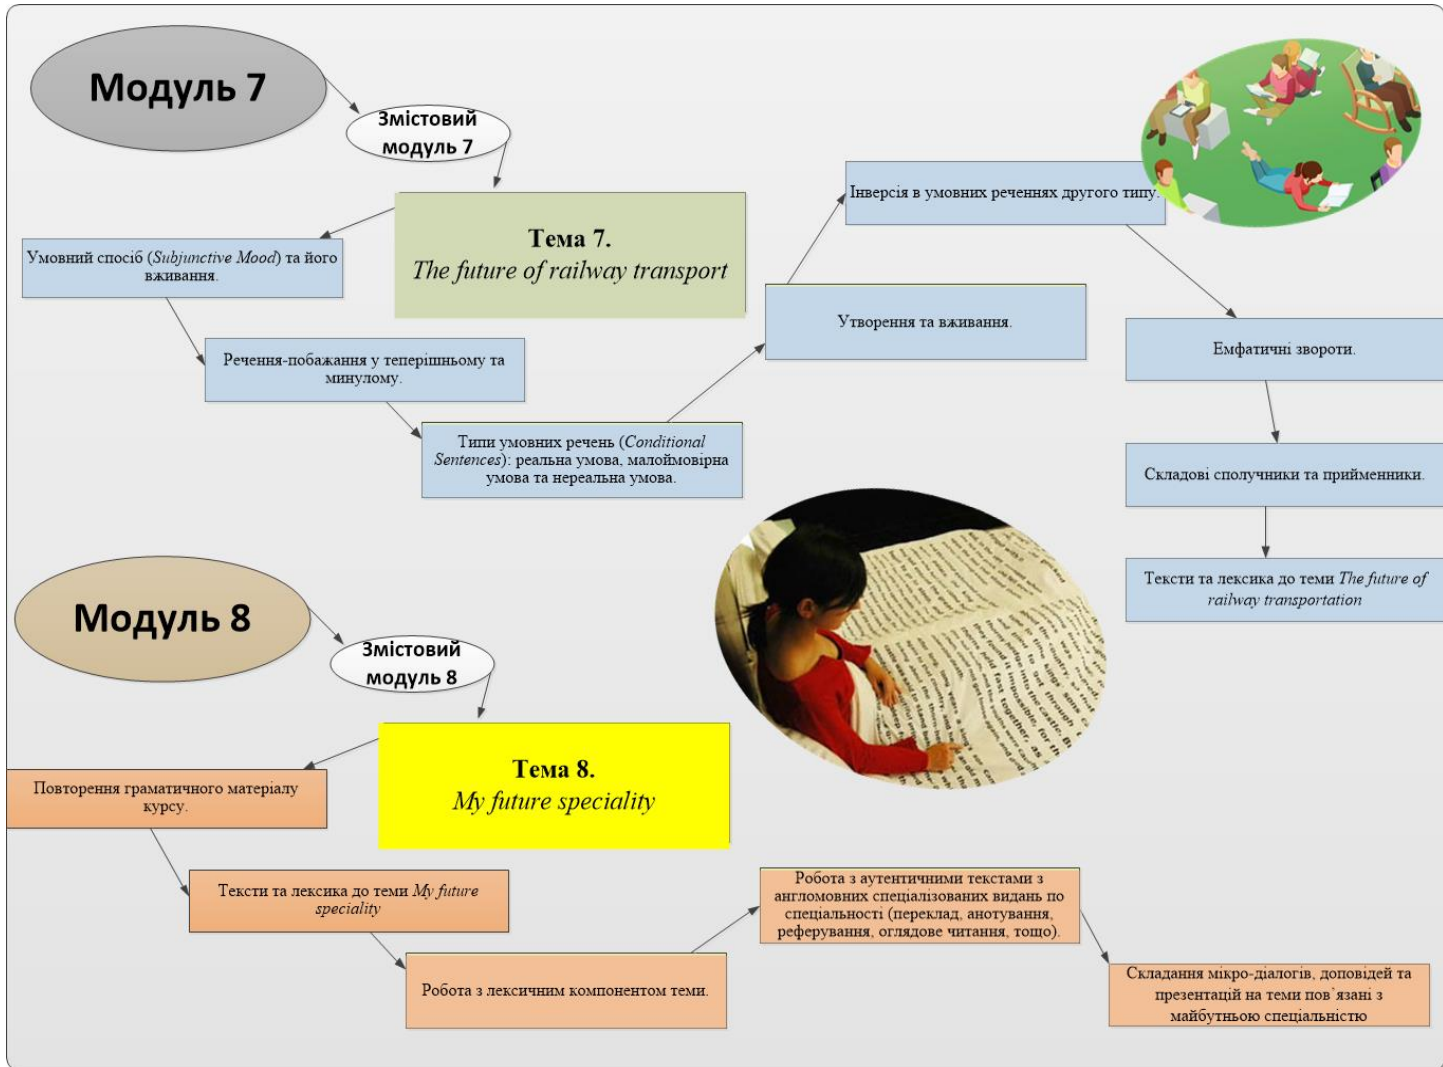 Модуль 7
Змістовий
модуль 7
Тема 7.
The future of railway transport
Умовний спосіб (Subjunctive Mood) та його
вживання.
Речення-побажання у теперішньому та
минулому.
Типи умовних речень (Conditional
Sentences): реальна умова, малоймовірна
умова та нереальна умова.
Утворення та вживання.
Інверсія в умовних реченнях другого типу.
Емфатичні звороти.
Складові сполучники та прийменники.
Тексти та лексика до теми The future of
railway transportation
Модуль 8
Змістовий
модуль 8
Тема 8.
My future speciality
Повторення граматичного матеріалу
курсу.
Тексти та лексика до теми My future
speciality
Робота з лексичним компонентом теми.
Робота з аутентичними текстами з
англомовних спеціалізованих видань по
спеціальності (переклад, анотування,
реферування, оглядове читання, тощо).
Складання мікро-діалогів, доповідей та
презентацій на теми пов᾿язані з
майбутньою спеціальністю